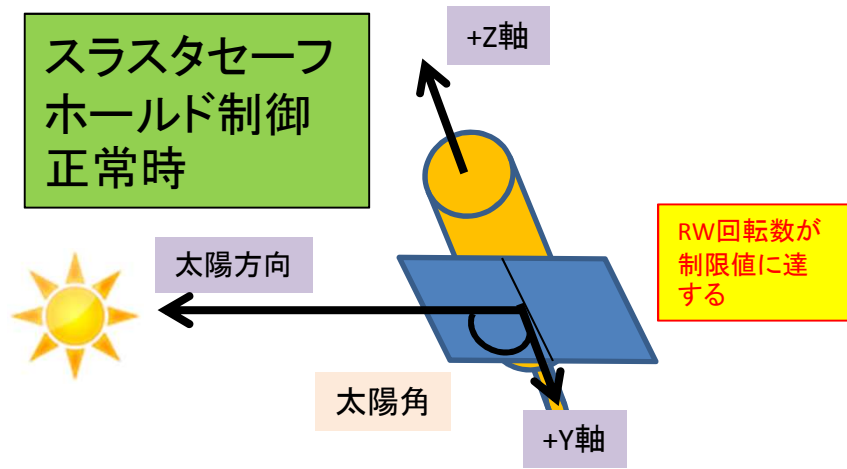 スラスタセーフ
ホールド制御
正常時
+Z軸
太陽方向
RW回転数が
制限値に達
する
太陽角
+Y軸